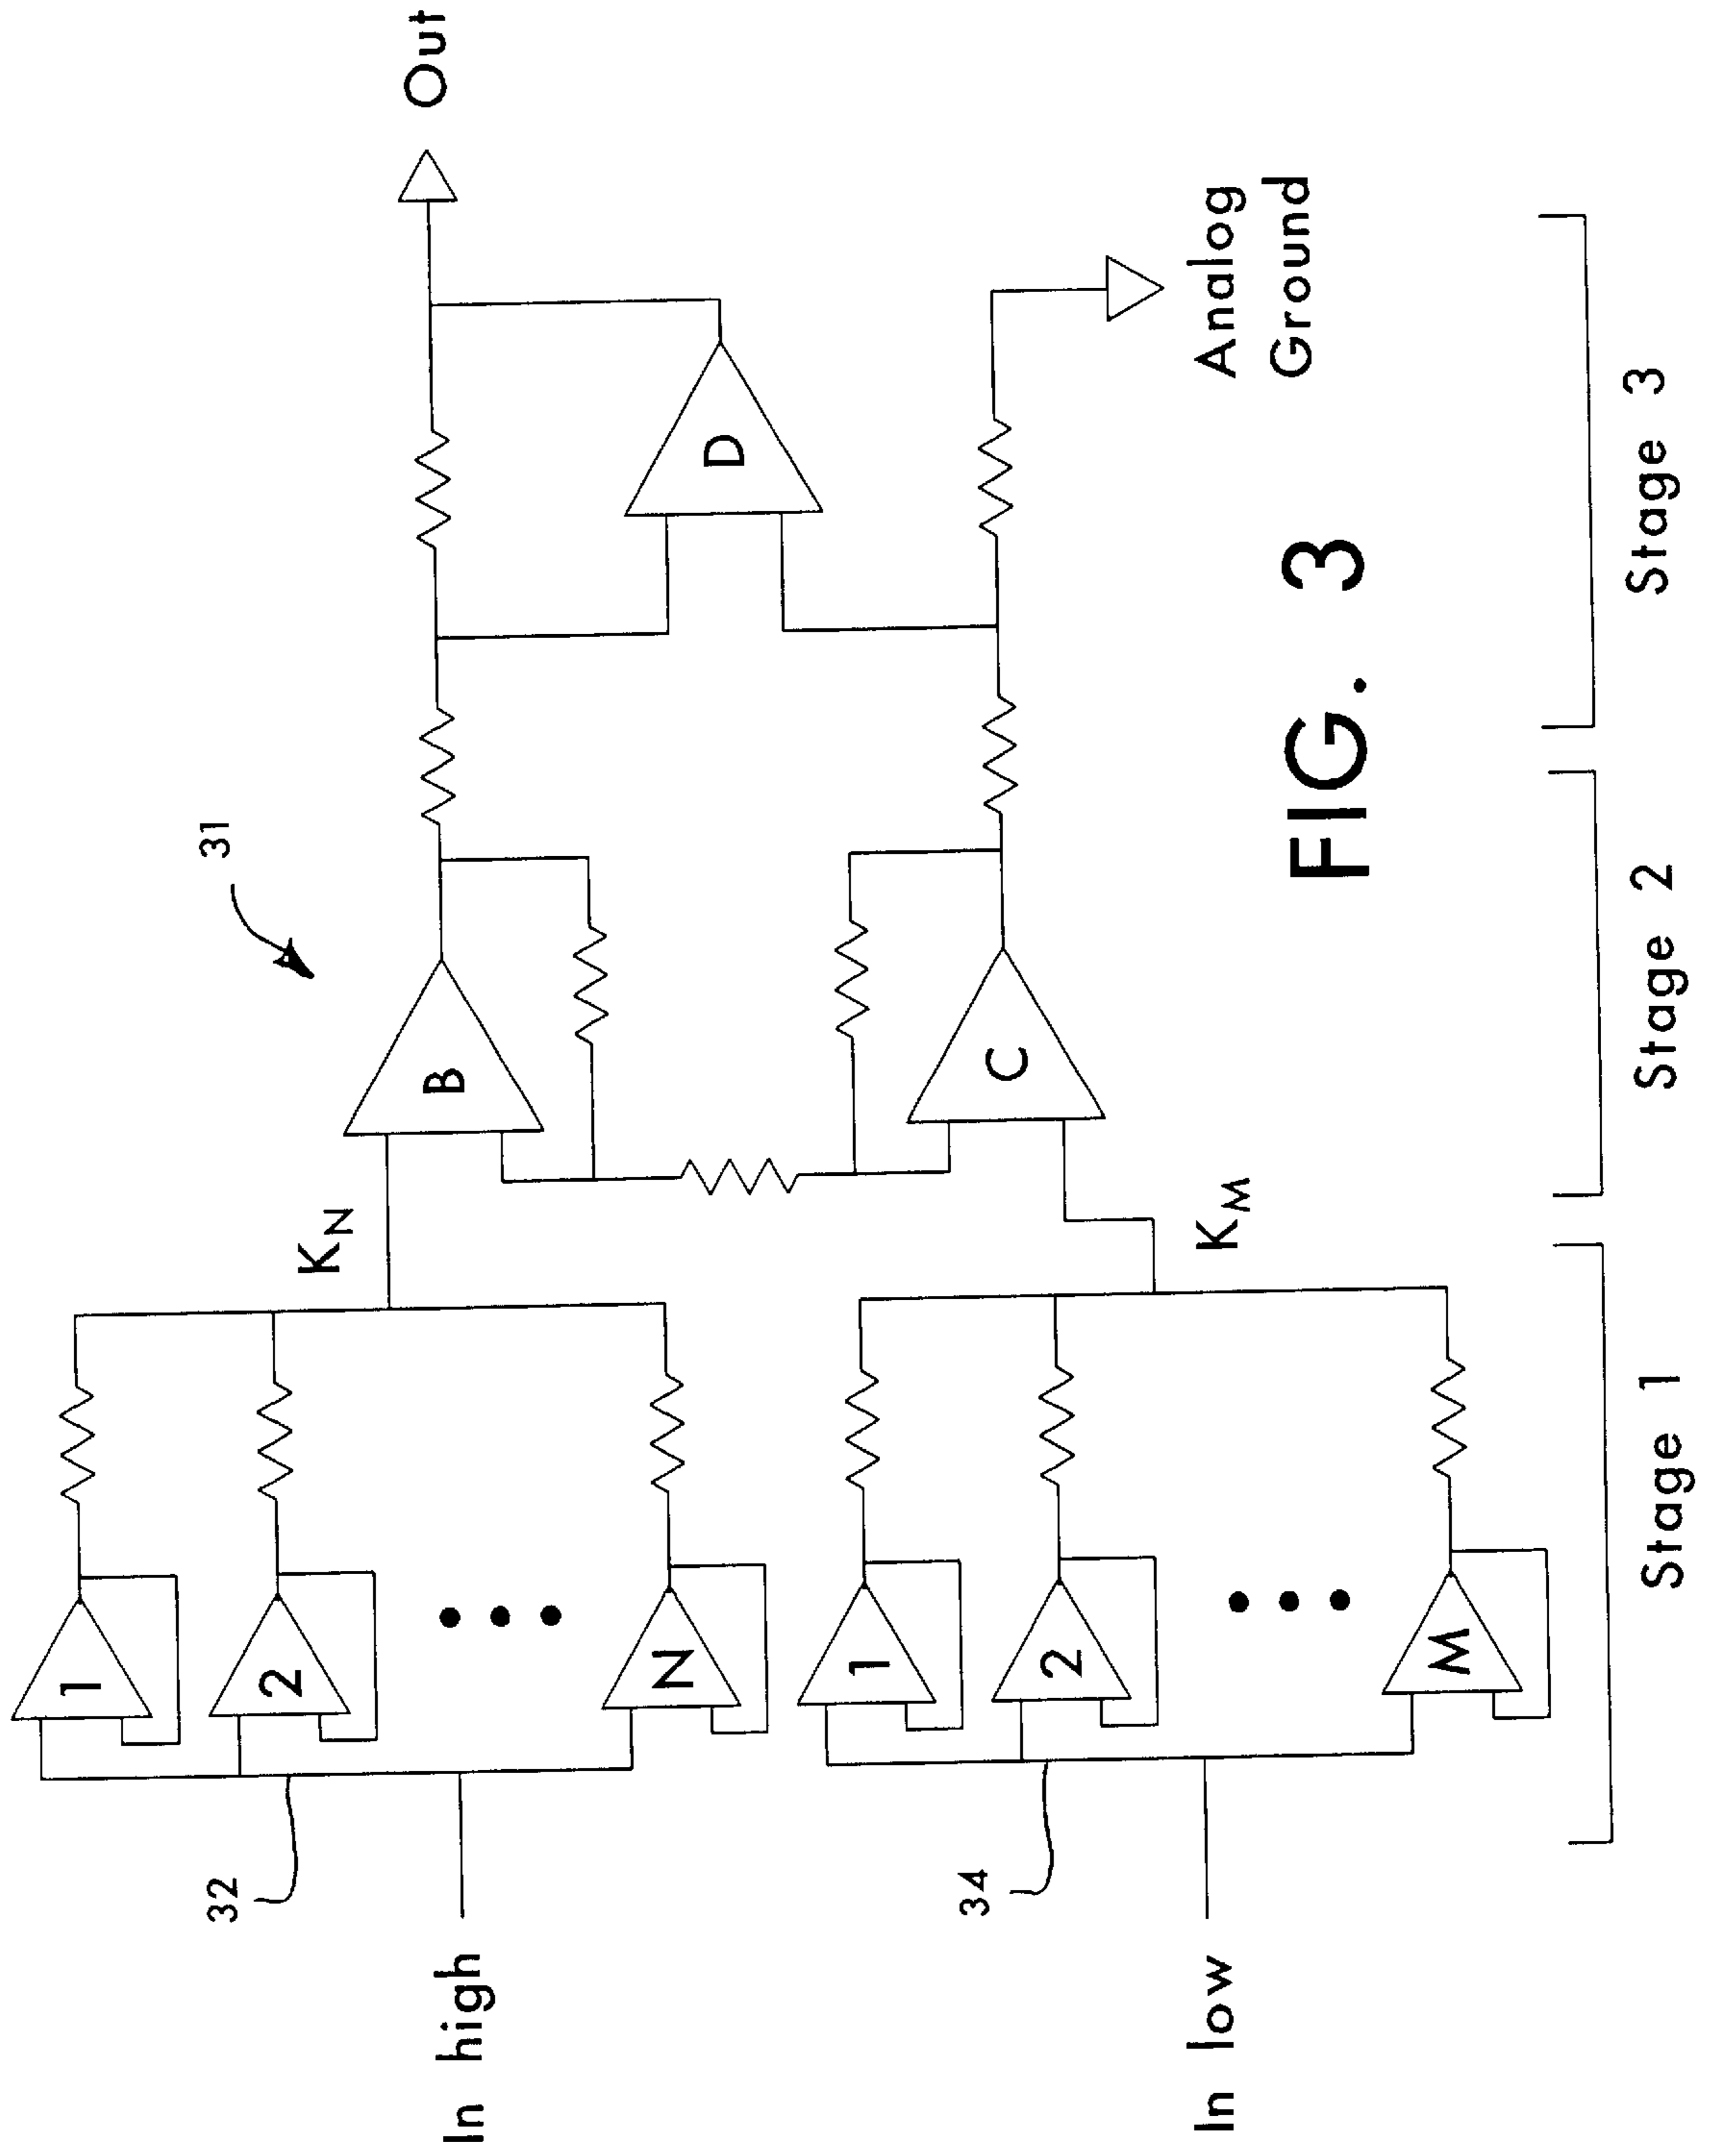 31
32
In high
1
2
N
K_N
B
D
Out
34
In low
1
2
M
K_M
C
Analog
Ground
FIG. 3
Stage 1
Stage 2
Stage 3